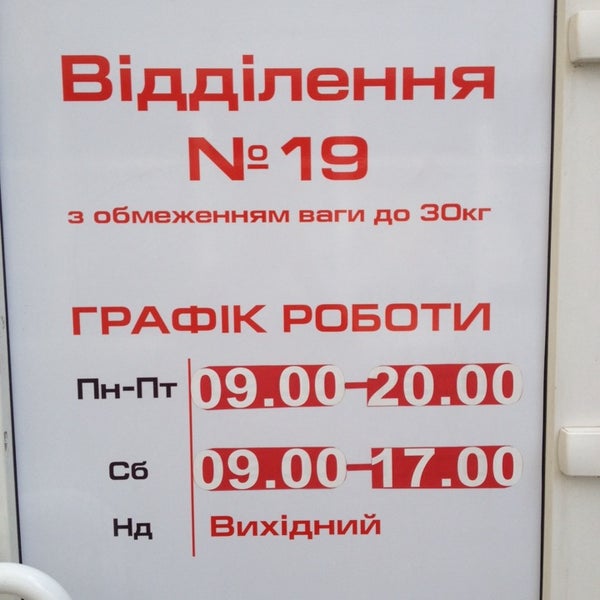 Відділення
№19
з обмеженням ваги до 30кг
ГРАФІК РОБОТИ
Пн-Пт 09.00-20.00
Сб 09.00-17.00
Нд Вихідний